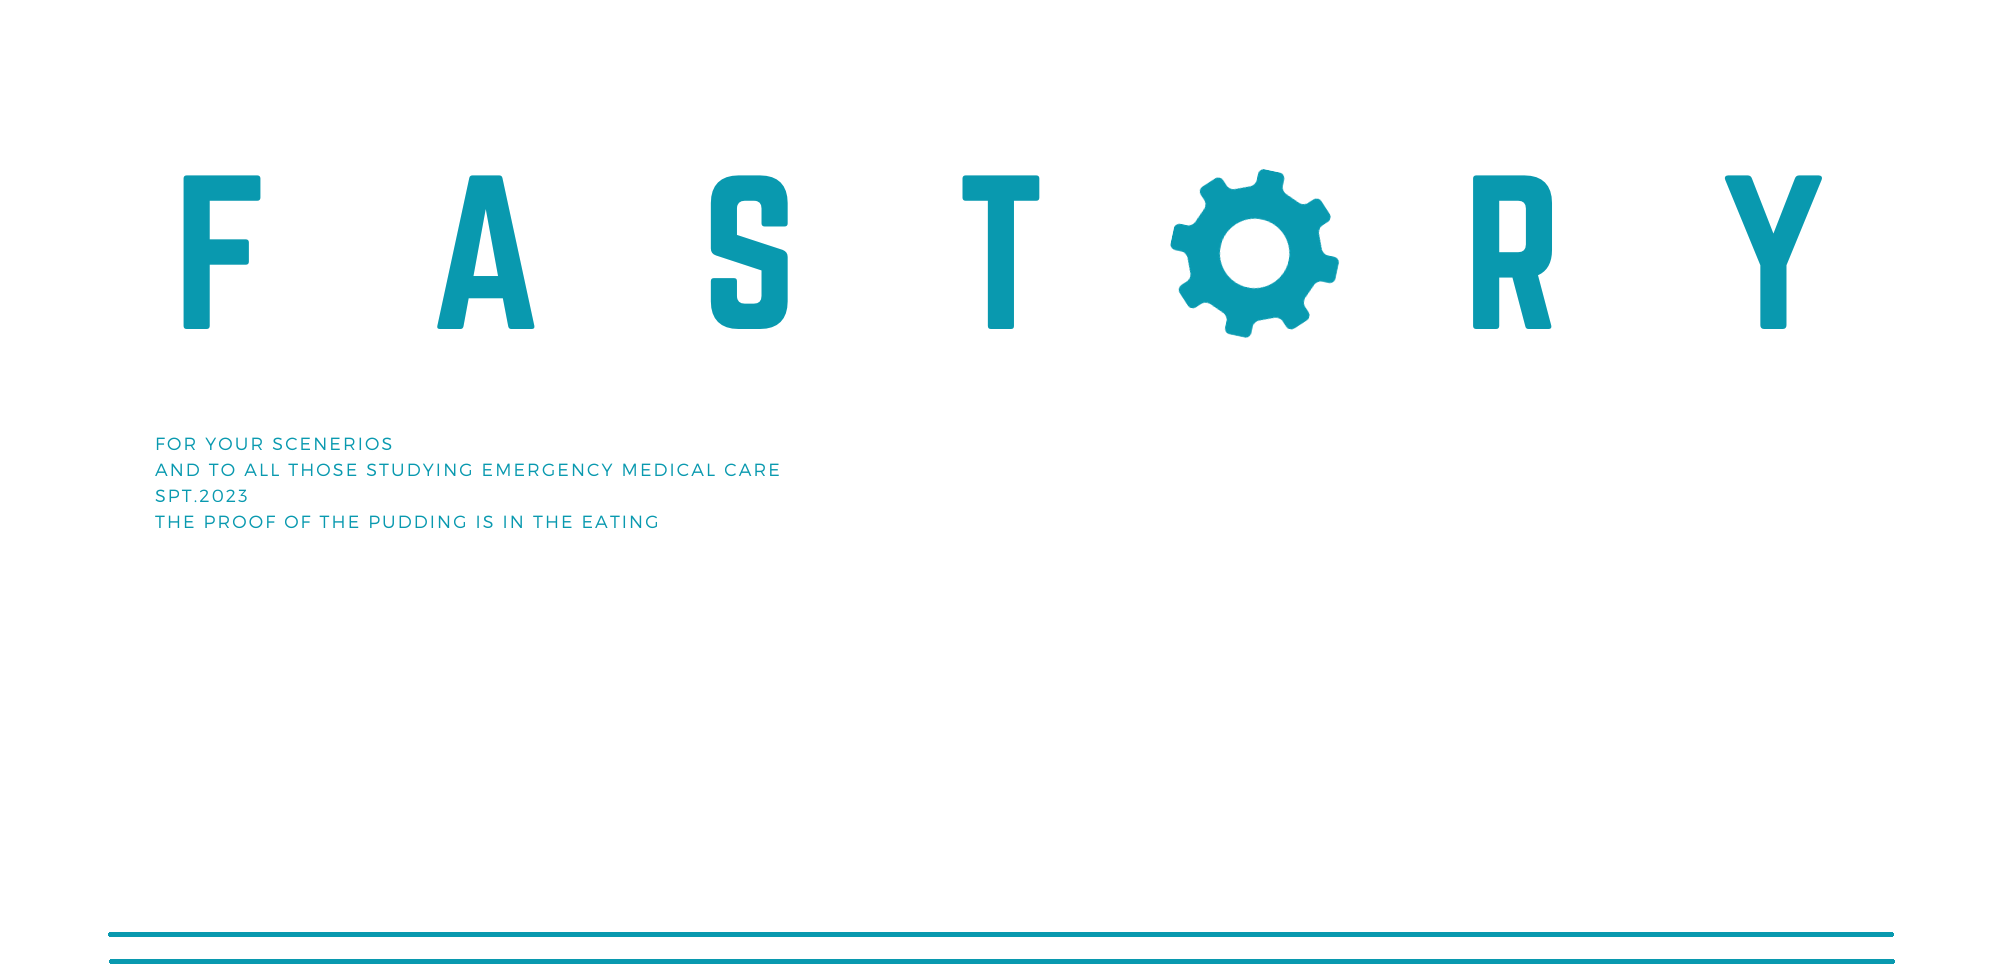 FASTORY
FOR YOUR SCENERIOS
AND TO ALL THOSE STUDYING EMERGENCY MEDICAL CARE
SPT.2023
THE PROOF OF THE PUDDING IS IN THE EATING